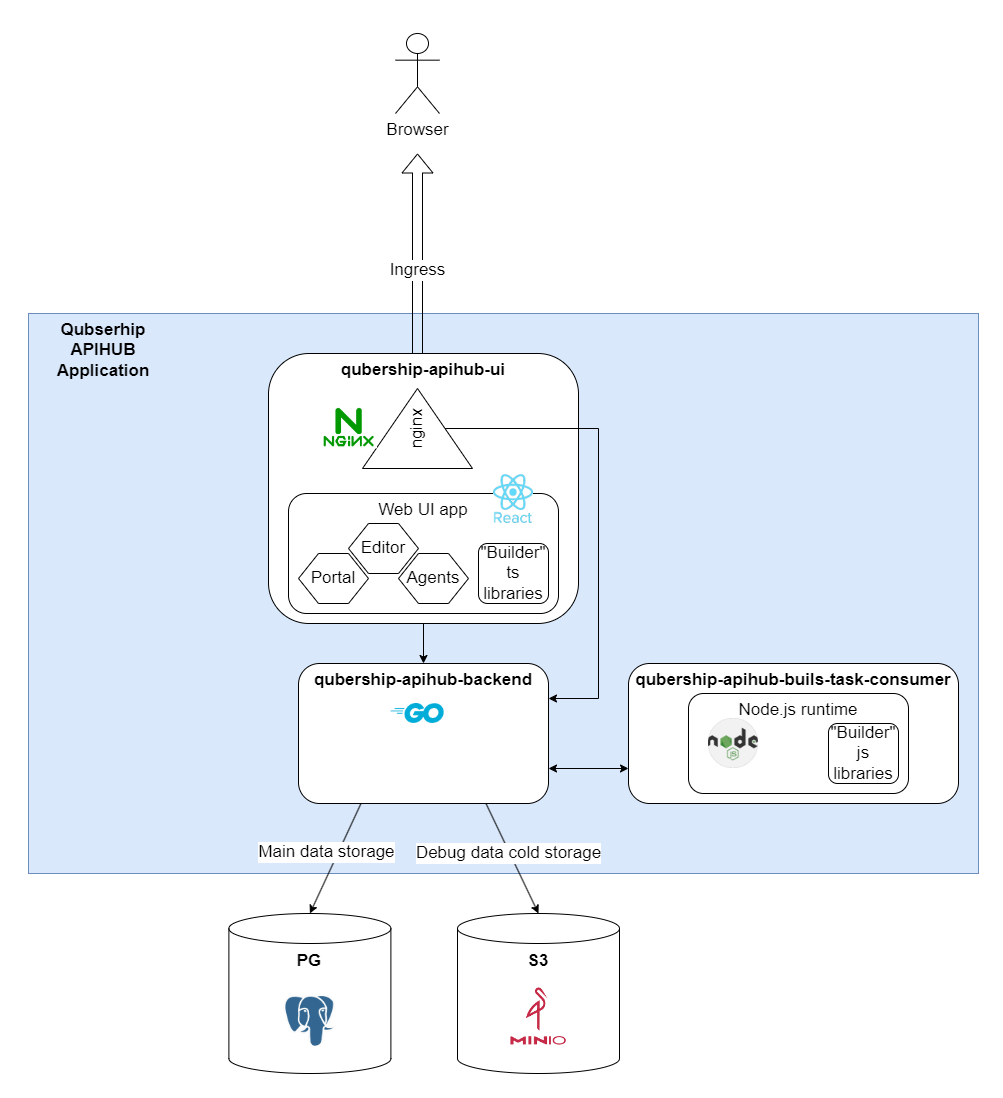 Browser
Ingress
Qubserhip
APIHUB
Application
qubership-apihub-ui
nginx
NGiNX
Web UI app
React
Editor
Portal
Agents
"Builder"
ts
libraries
qubership-apihub-backend
GO
qubership-apihub-buils-task-consumer
Node.js runtime
node
JS
"Builder"
js
libraries
Main data storage
Debug data cold storage
PG
S3
MINIO